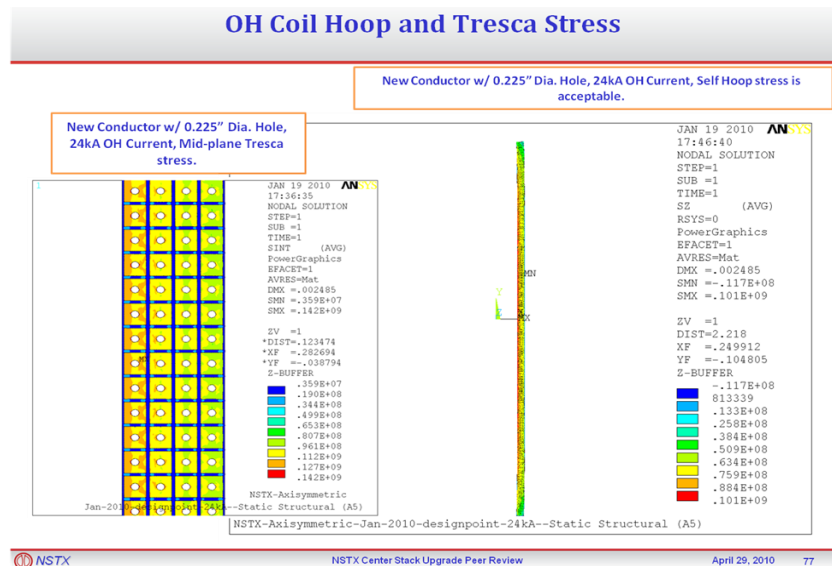 OH Coil Hoop and Tresca Stress
New Conductor w/ 0.225” Dia. Hole, 24kA OH Current, Self Hoop stress is
acceptable.
New Conductor w/ 0.225” Dia. Hole,
24kA OH Current, Mid-plane Tresca
stress.
1
JAN 19 2010 ANSYS
17:36:35
NODAL SOLUTION
STEP=1
SUB =1
TIME=1
SINT (AVG)
PowerGraphics
EFACET=1
AVRES=Mat
DMX =.002485
SMN =.359E+07
SMX =.142E+09
ZV =1
*DIST=.123474
*XF =.282694
*YF =-.038794
Z-BUFFER
.359E+07
.190E+08
.344E+08
.499E+08
.653E+08
.807E+08
.961E+08
.112E+09
.127E+09
.142E+09
NSTX-Axisymmetric
Jan-2010-designpoint-24kA--Static Structural (A5)
JAN 19 2010 ANSYS
17:46:40
NODAL SOLUTION
STEP=1
SUB =1
TIME=1
SZ (AVG)
RSYS=0
PowerGraphics
EFACET=1
AVRES=Mat
DMX =.002485
SMN =-.117E+08
SMX =.101E+09
ZV =1
DIST=2.218
XF =.249912
YF =-.104805
Z-BUFFER
-.117E+08
813339
.133E+08
.258E+08
.384E+08
.509E+08
.634E+08
.759E+08
.884E+08
.101E+09
MN
Y
MX
NSTX-Axisymmetric-Jan-2010-designpoint-24kA--Static Structural (A5)
NSTX
NSTX Center Stack Upgrade Peer Review
April 29, 2010
77